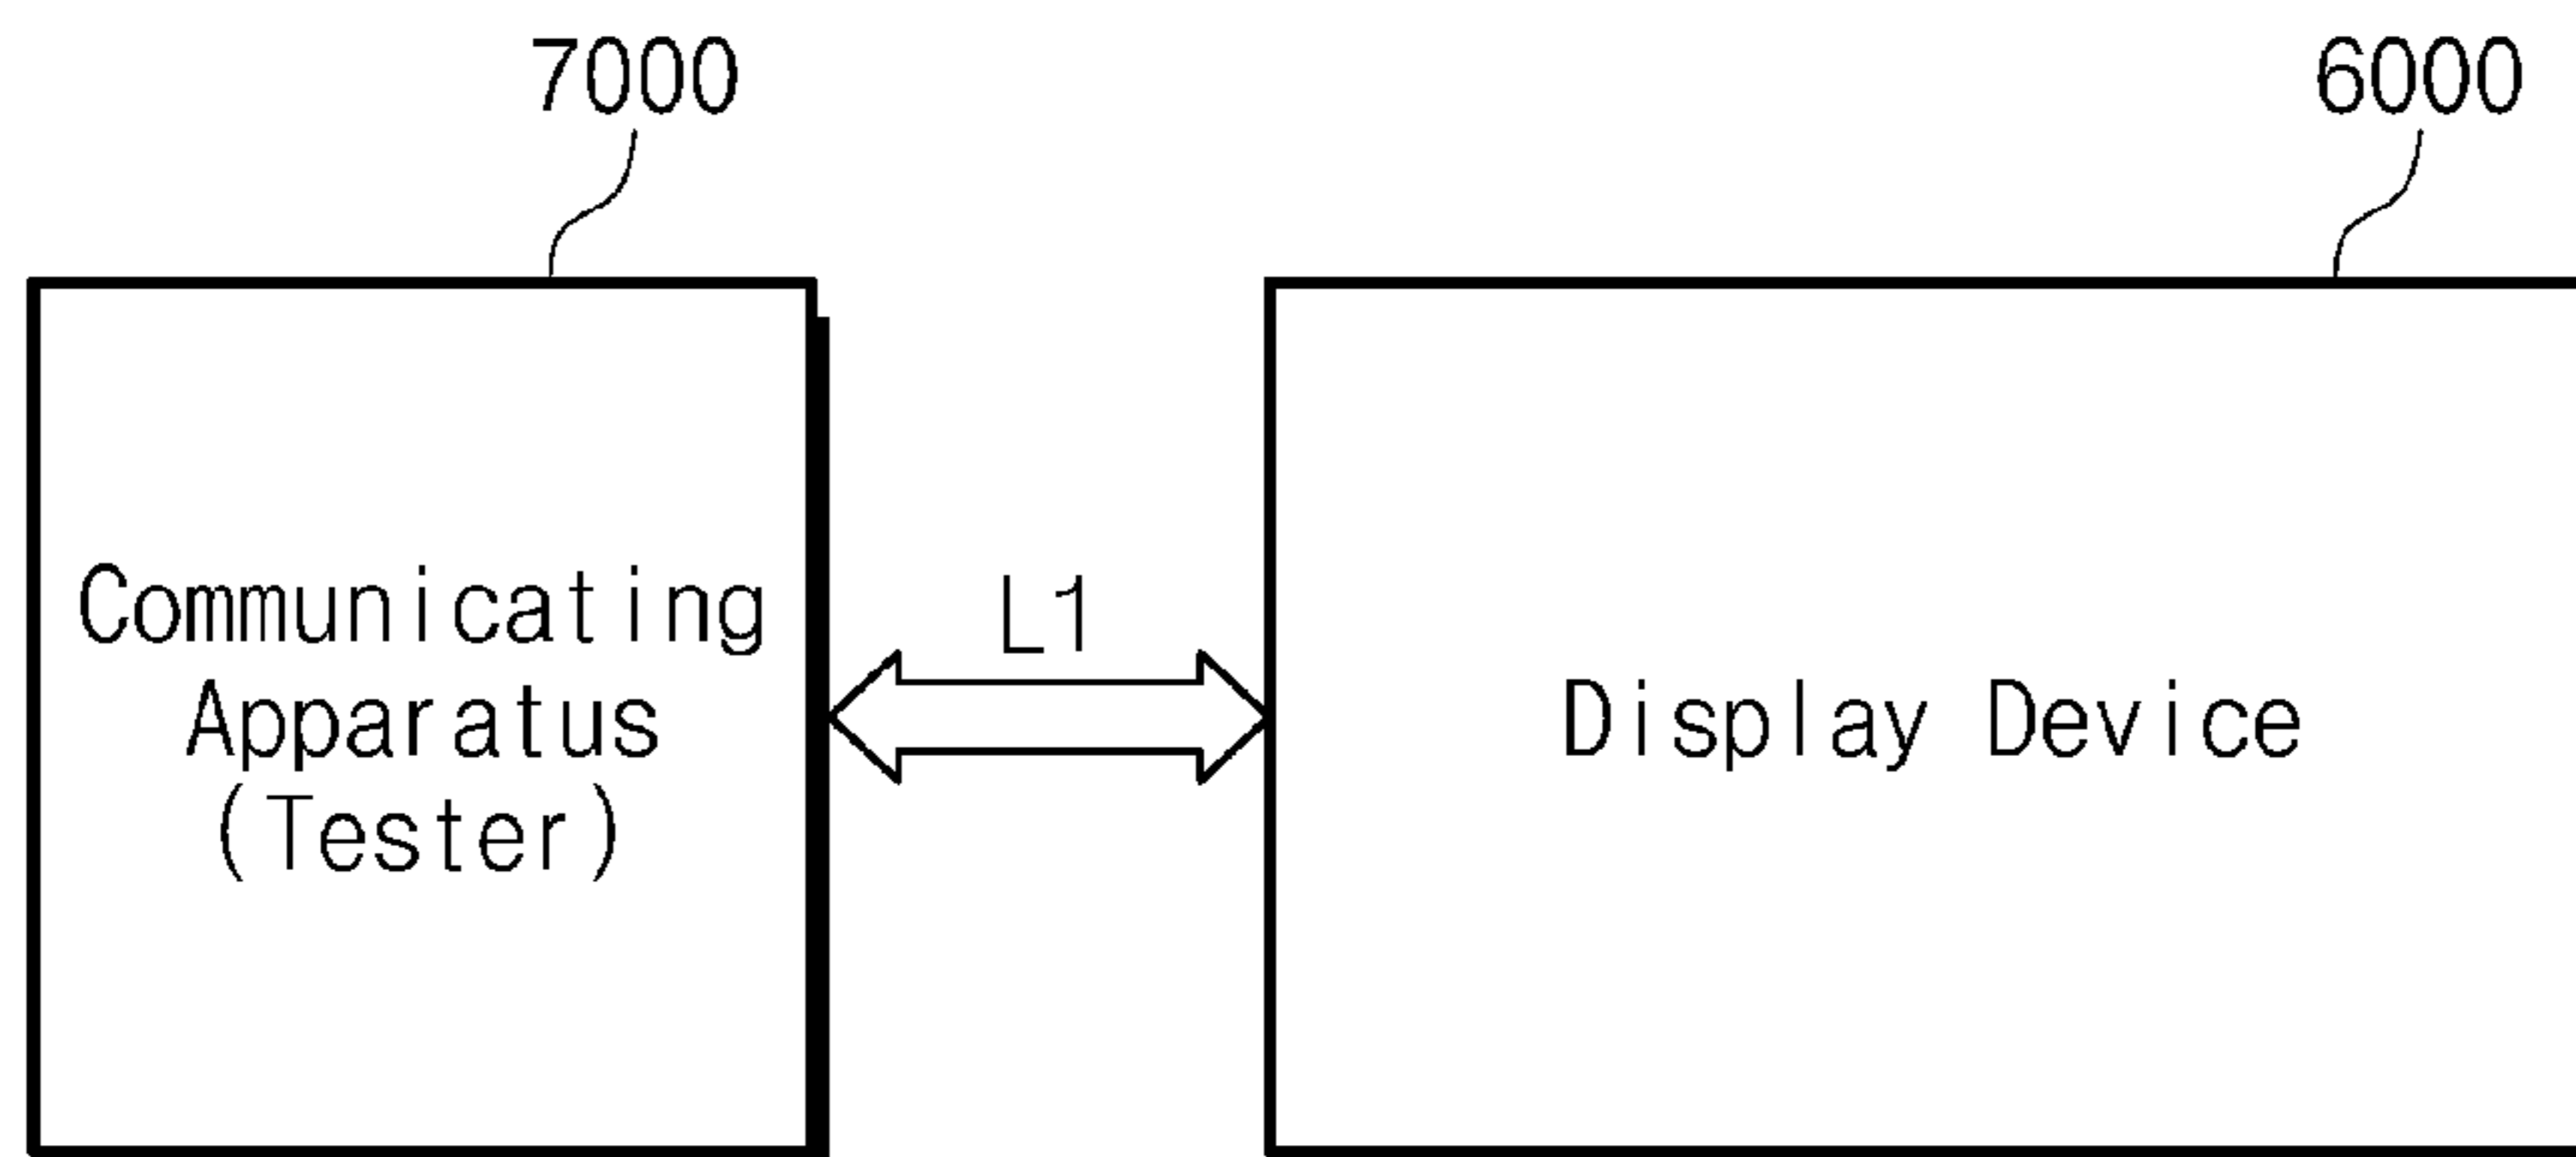 7000
6000
Communicating
Apparatus
(Tester)
L1
Display Device